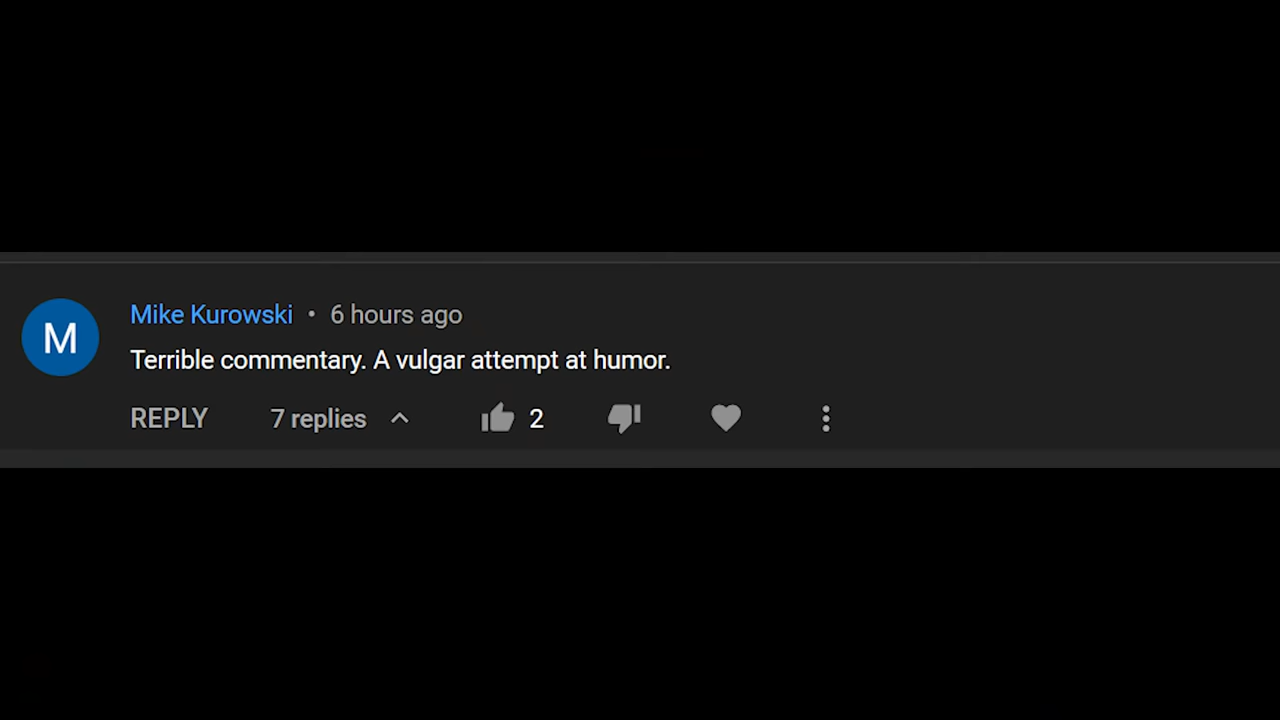 M
Mike Kurowski • 6 hours ago
Terrible commentary. A vulgar attempt at humor.
REPLY 7 replies 2